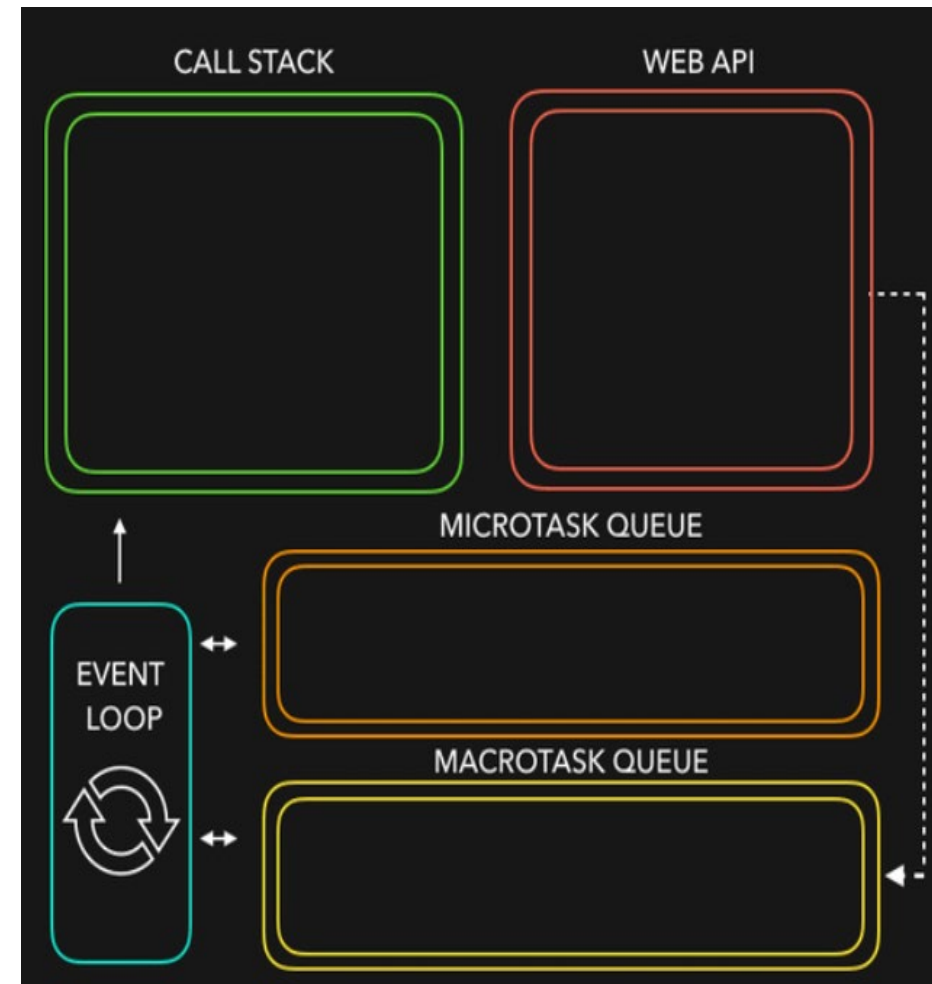 CALL STACK
WEB API
MICROTASK QUEUE
EVENT
LOOP
MACROTASK QUEUE